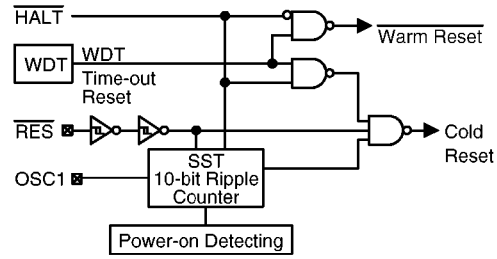 HALT
Warm Reset
WDT
WDT
Time-out
Reset
RES
Cold
Reset
OSC1
SST
10-bit Ripple
Counter
Power-on Detecting